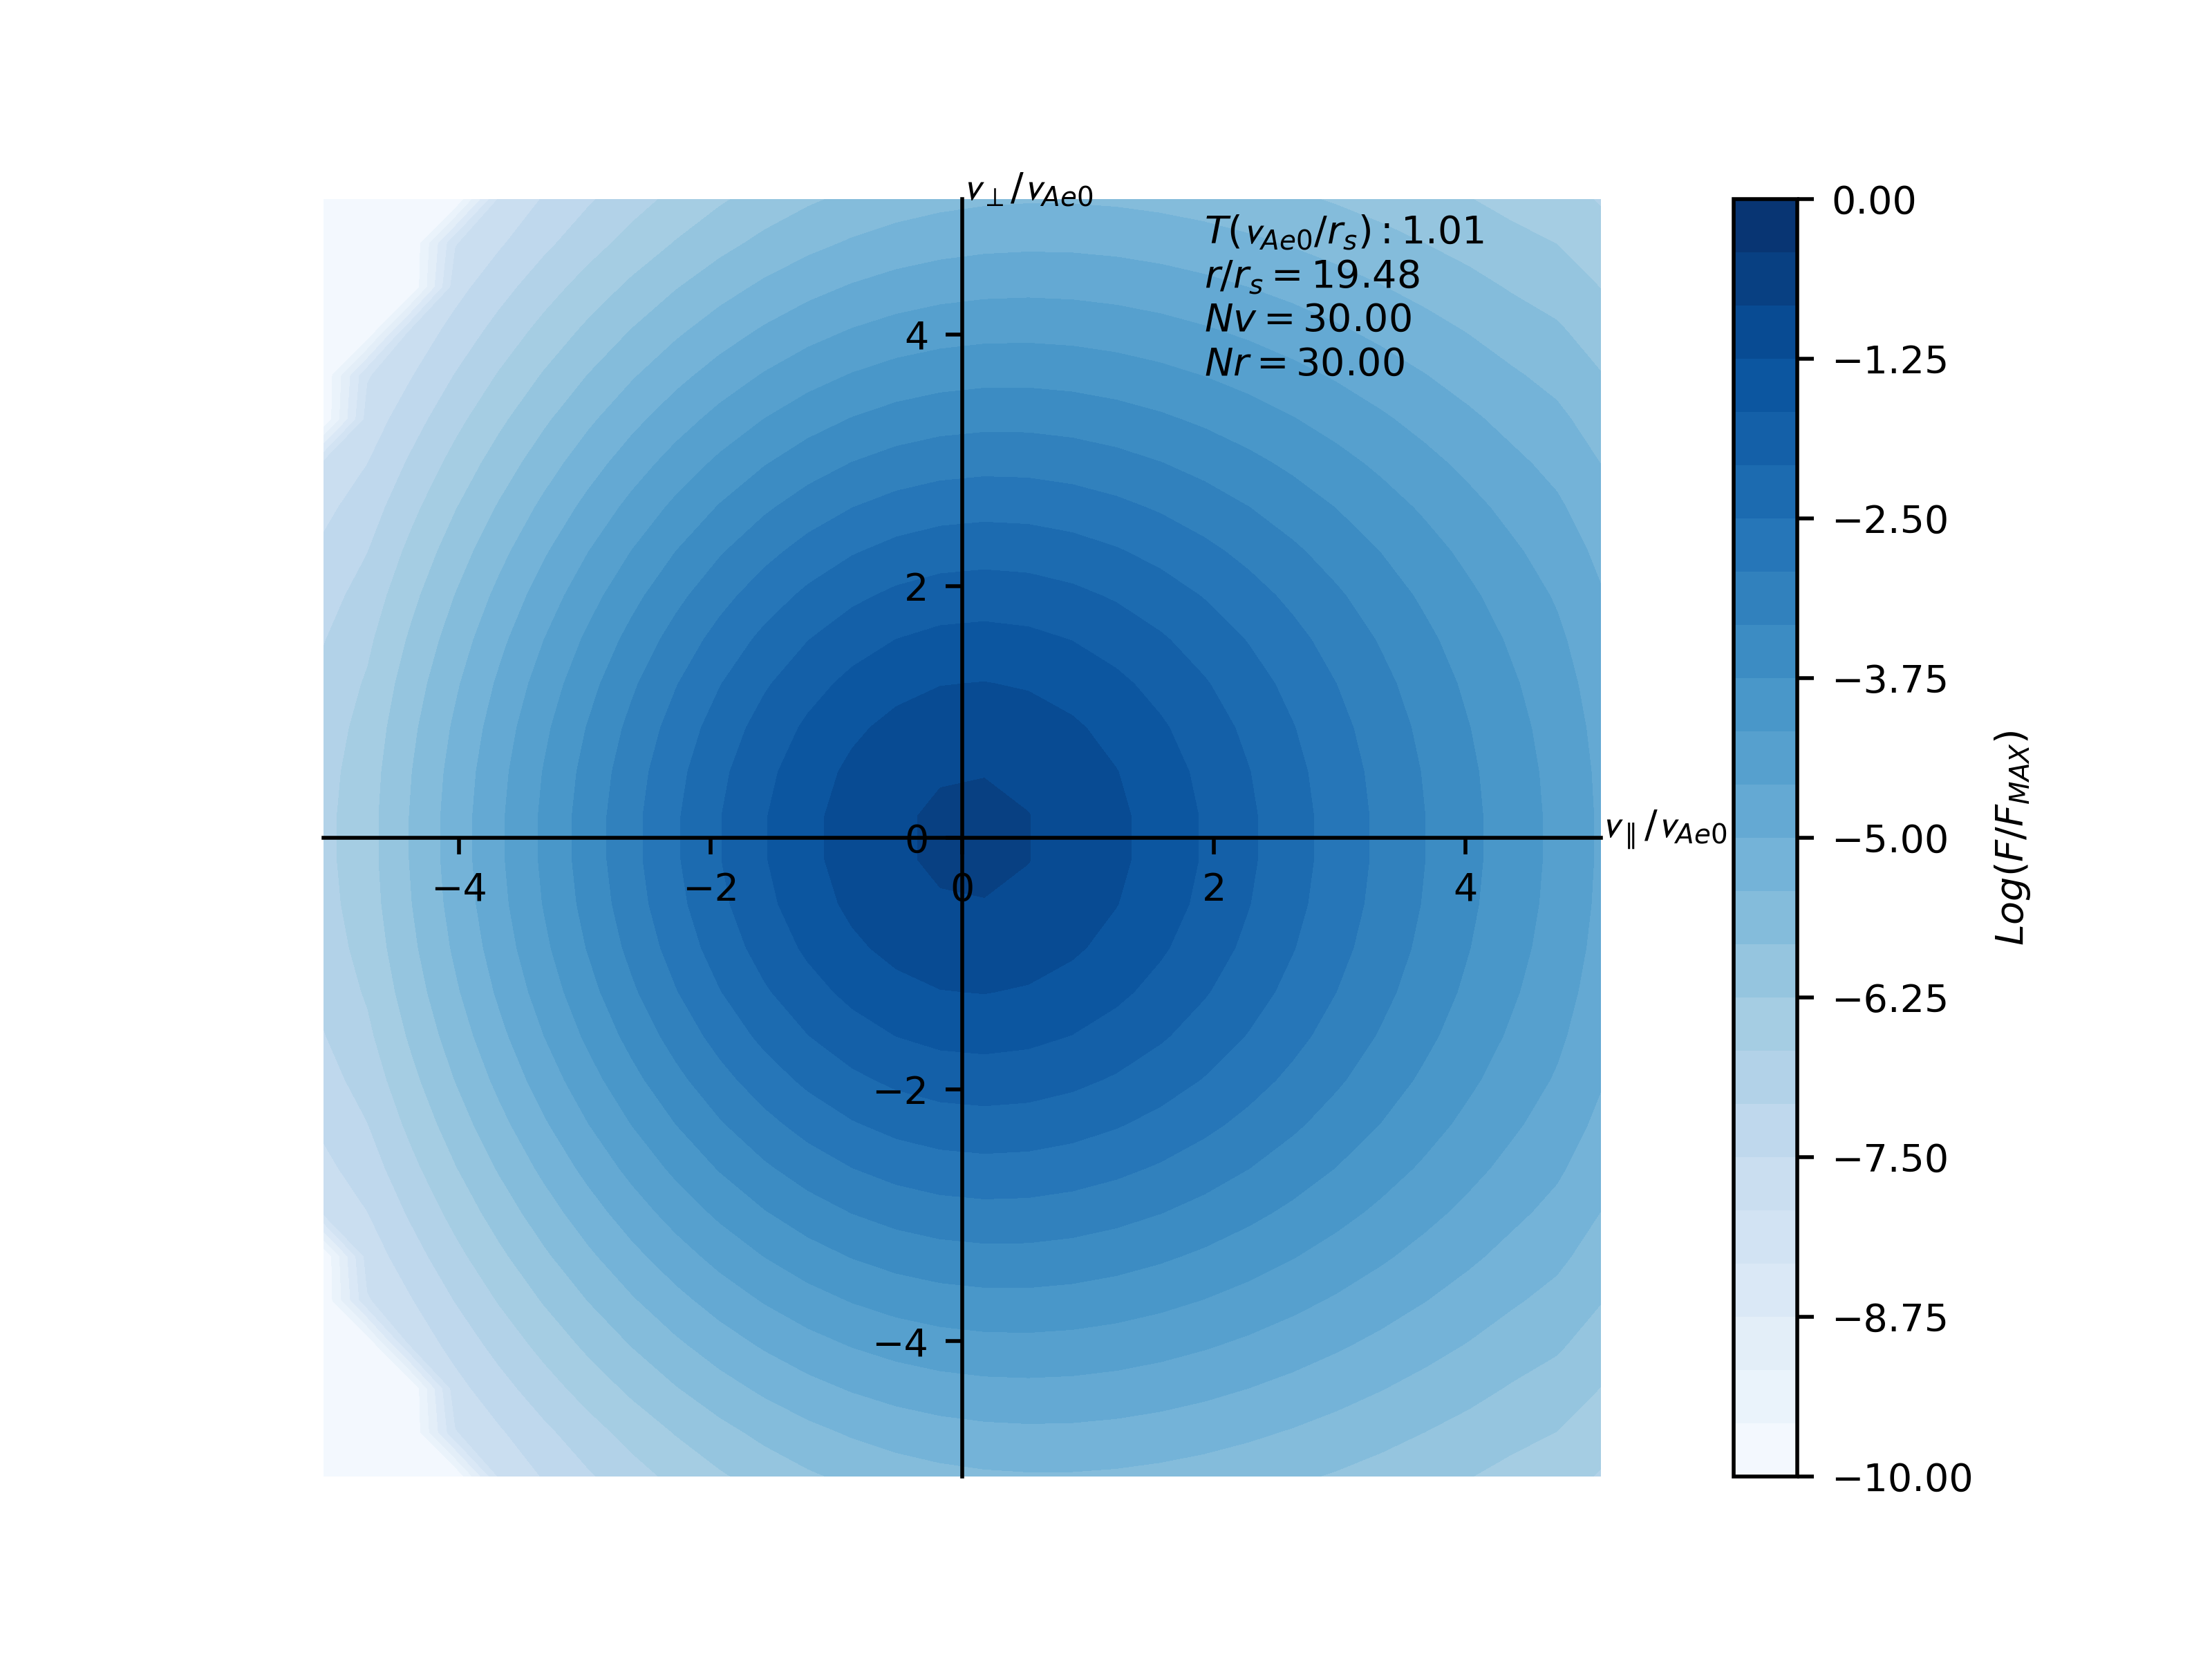 v⊥/vAe0
T(vAe0/rs) : 1.01
r/rs = 19.48
Nv = 30.00
Nr = 30.00
4
2
0
−2
−4
−4
−2
0
2
4
v∥/vAe0
0.00
−1.25
−2.50
−3.75
−5.00
−6.25
−7.50
−8.75
−10.00
Log(F/FMAX)